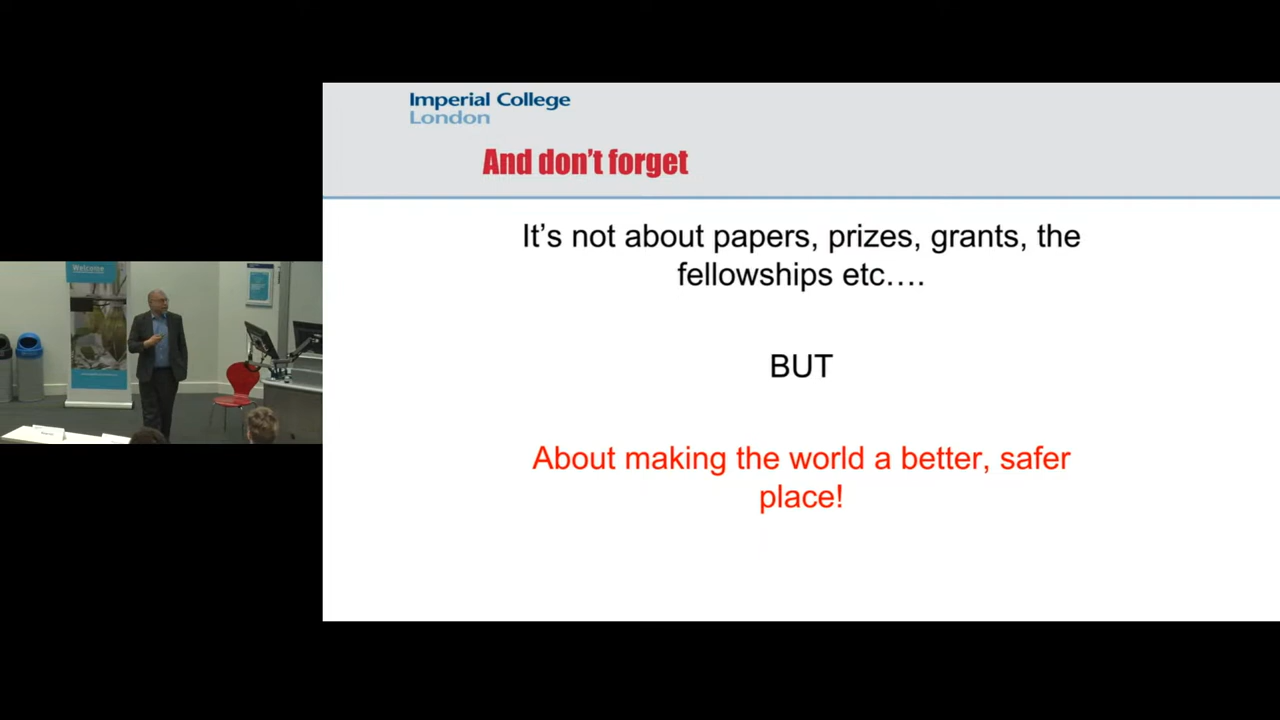 Imperial College
London
And don't forget
It's not about papers, prizes, grants, the
fellowships etc....
BUT
About making the world a better, safer
place!
Welcome